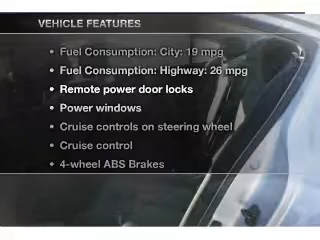 VEHICLE FEATURES
• Fuel Consumption: City: 19 mpg
• Fuel Consumption: Highway: 26 mpg
• Remote power door locks
• Power windows
• Cruise controls on steering wheel
• Cruise control
• 4-wheel ABS Brakes